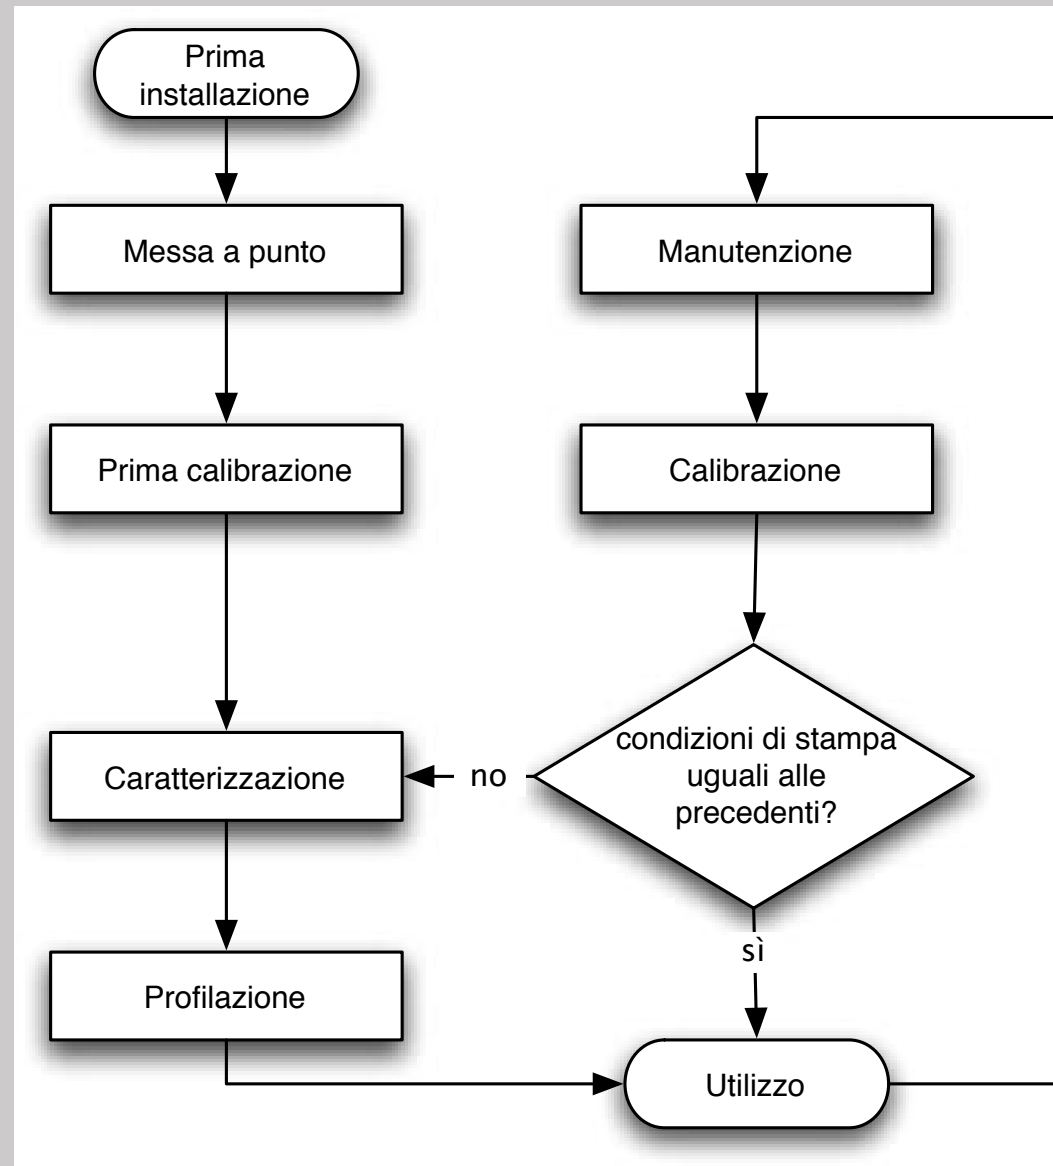 Prima
installazione
Messa a punto
Prima calibrazione
Caratterizzazione
Profilazione
Manutenzione
Calibrazione
condizioni di stampa
uguali alle
precedenti?
no
sì
Utilizzo